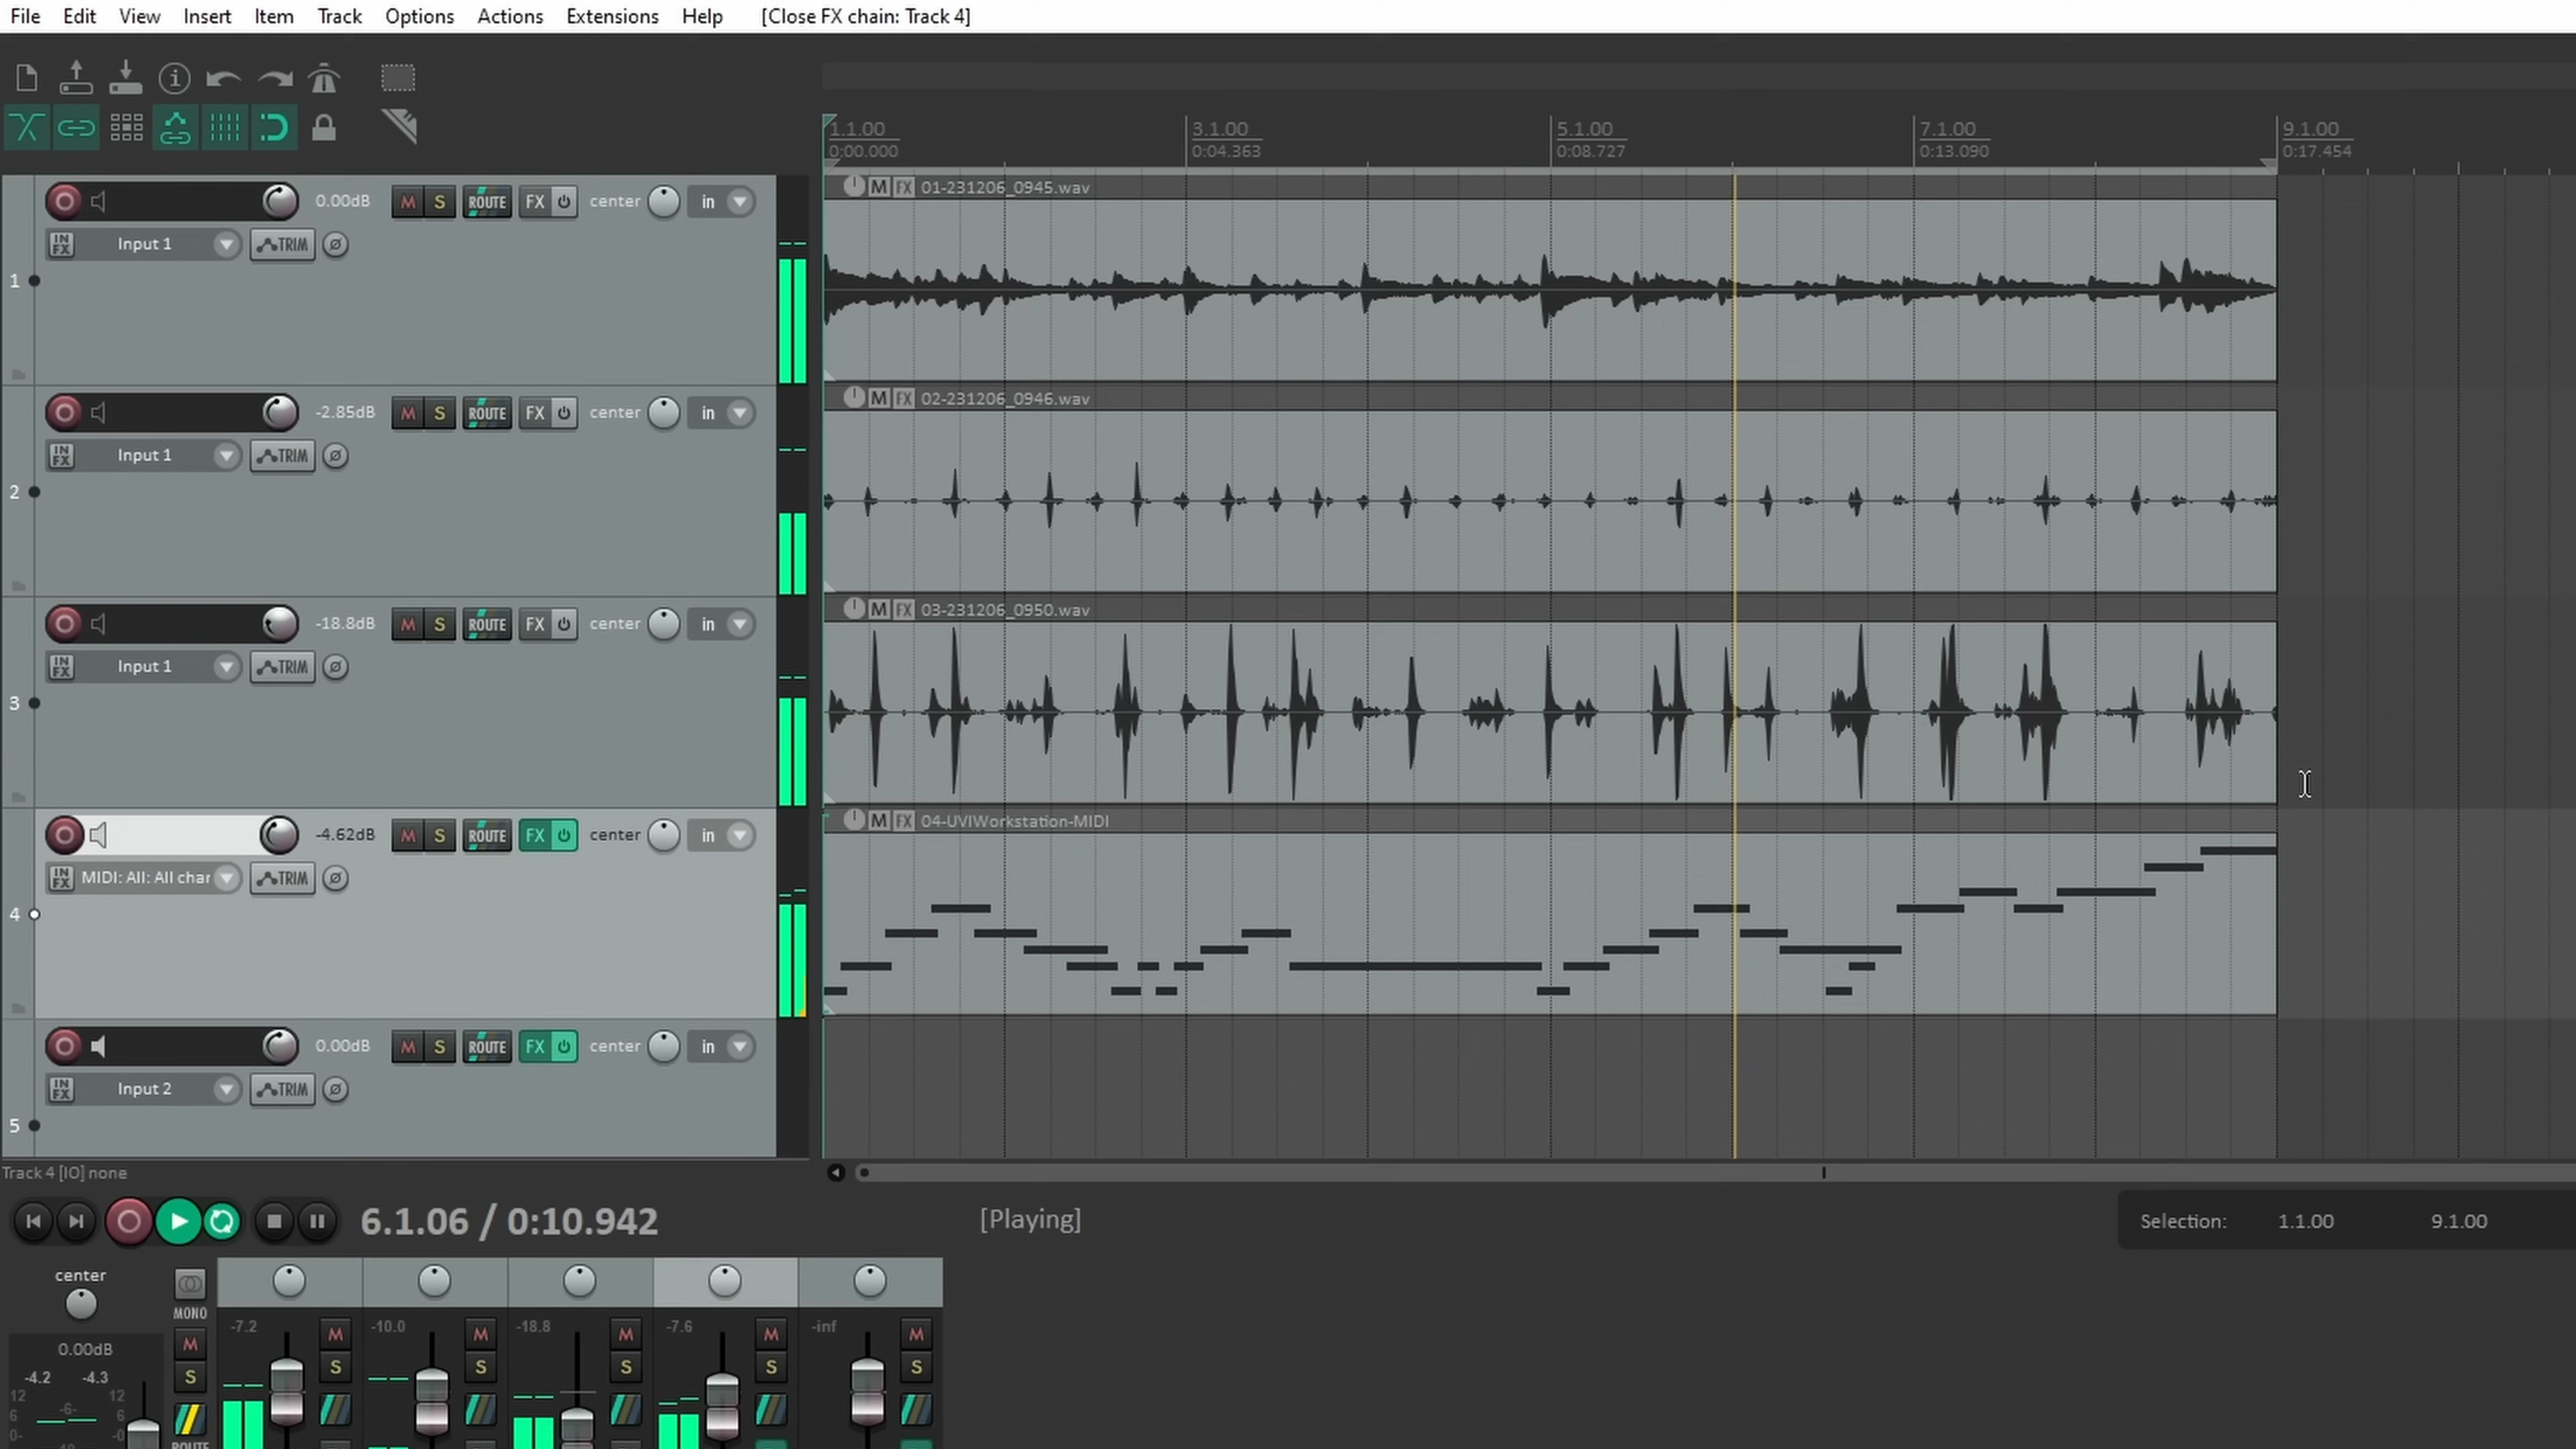 File Edit View Insert Item Track Options Actions Extensions Help [Close FX chain: Track 4]
1.1.00 3.1.00 5.1.00 7.1.00 9.1.00
0:00.000 0:04.363 0:08.727 0:13.090 0:17.454
0.00dB M S ROUTE FX center in
M FX 01-231206_0945.wav
IN FX Input 1 TRIM
1
-2.85dB M S ROUTE FX center in
M FX 02-231206_0946.wav
IN FX Input 1 TRIM
2
-18.8dB M S ROUTE FX center in
M FX 03-231206_0950.wav
IN FX Input 1 TRIM
3
-4.62dB M S ROUTE FX center in
M FX 04-UVIWorkstation-MIDI
IN FX MIDI: All: All char TRIM
4
0.00dB M S ROUTE FX center in
IN FX Input 2 TRIM
5
Track 4 [IO] none
6.1.06 / 0:10.942 [Playing] Selection: 1.1.00 9.1.00
center
MONO
-7.2 M -10.0 M -18.8 M -7.6 M -inf M
0.00dB M
-4.2 -4.3 S S S S S S
12 12
6 -6- 6
0- -0
ROUTE